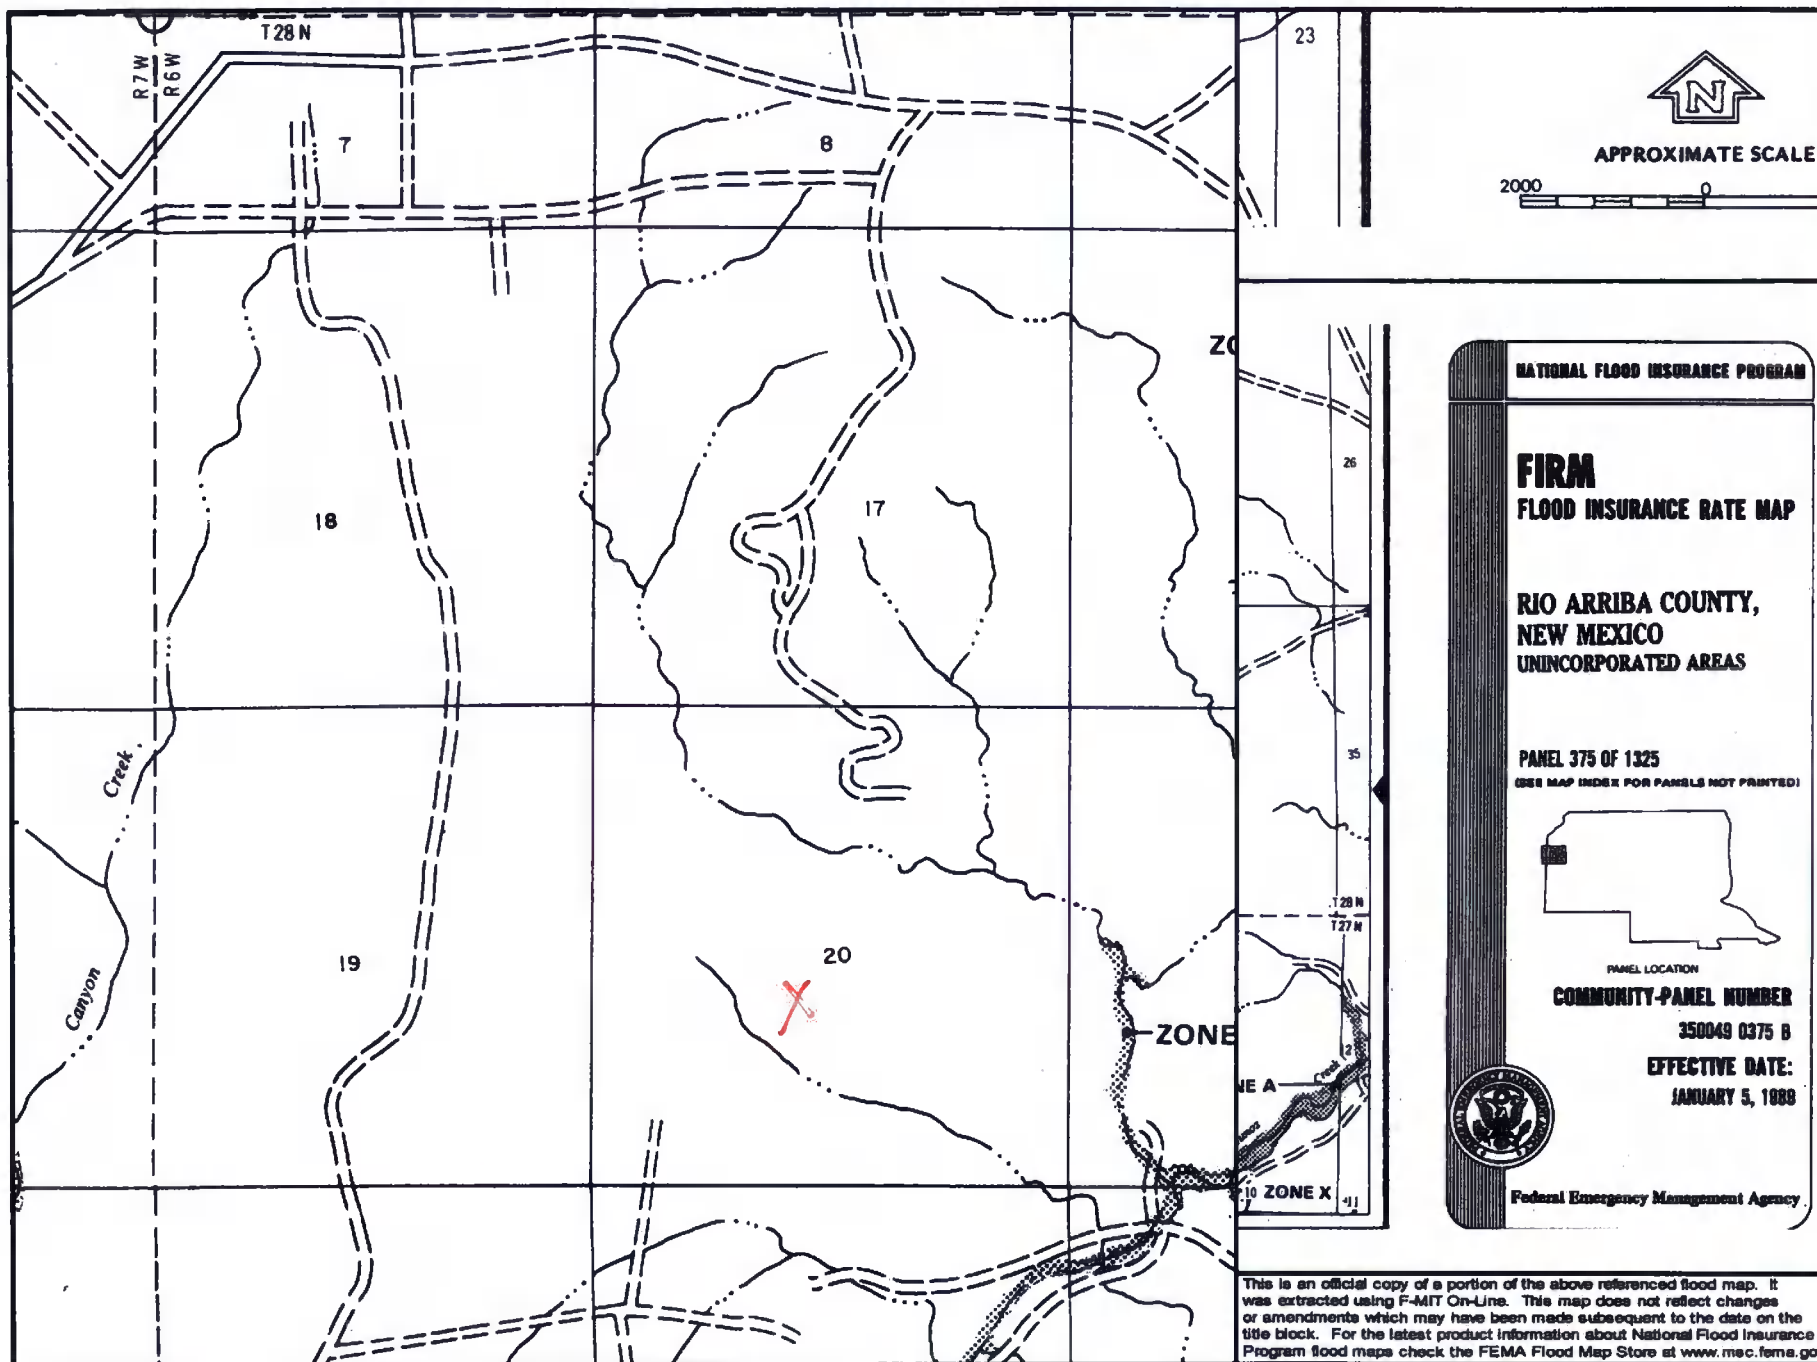 T28N
R7W
R6W
7
8
18
17
Creek
Canyon
19
20
ZONE
23
26
35
T28N
T27N
12
Creek
NE A
10
ZONE X
11
N
APPROXIMATE SCALE
2000
0
NATIONAL FLOOD INSURANCE PROGRAM
FIRM
FLOOD INSURANCE RATE MAP
RIO ARRIBA COUNTY,
NEW MEXICO
UNINCORPORATED AREAS
PANEL 375 OF 1325
(SEE MAP INDEX FOR PANELS NOT PRINTED)
PANEL LOCATION
COMMUNITY-PANEL NUMBER
350049 0375 B
EFFECTIVE DATE:
JANUARY 5, 1989
Federal Emergency Management Agency
This is an official copy of a portion of the above referenced flood map. It
was extracted using F-MIT On-Line. This map does not reflect changes
or amendments which may have been made subsequent to the date on the
title block. For the latest product information about National Flood Insurance
Program flood maps check the FEMA Flood Map Store at www.msc.fema.go